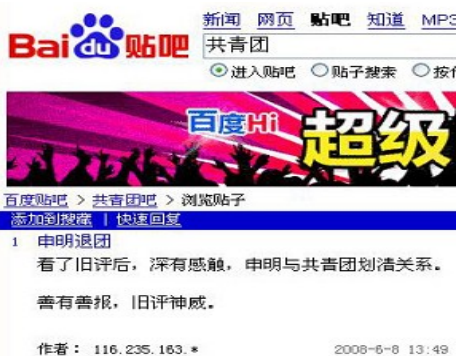 新闻 网页 贴吧 知道 MP3
Baidu贴吧
共青团
进入贴吧 贴子搜索 按
百度Hi 超级
百度贴吧 > 共青团吧 > 浏览贴子
添加到搜藏 | 快速回复
1 申明退团
看了旧评后，深有感触，申明与共青团划清关系。
善有善报，旧评神威。
作者： 116.235.163.* 2008-6-8 13:49